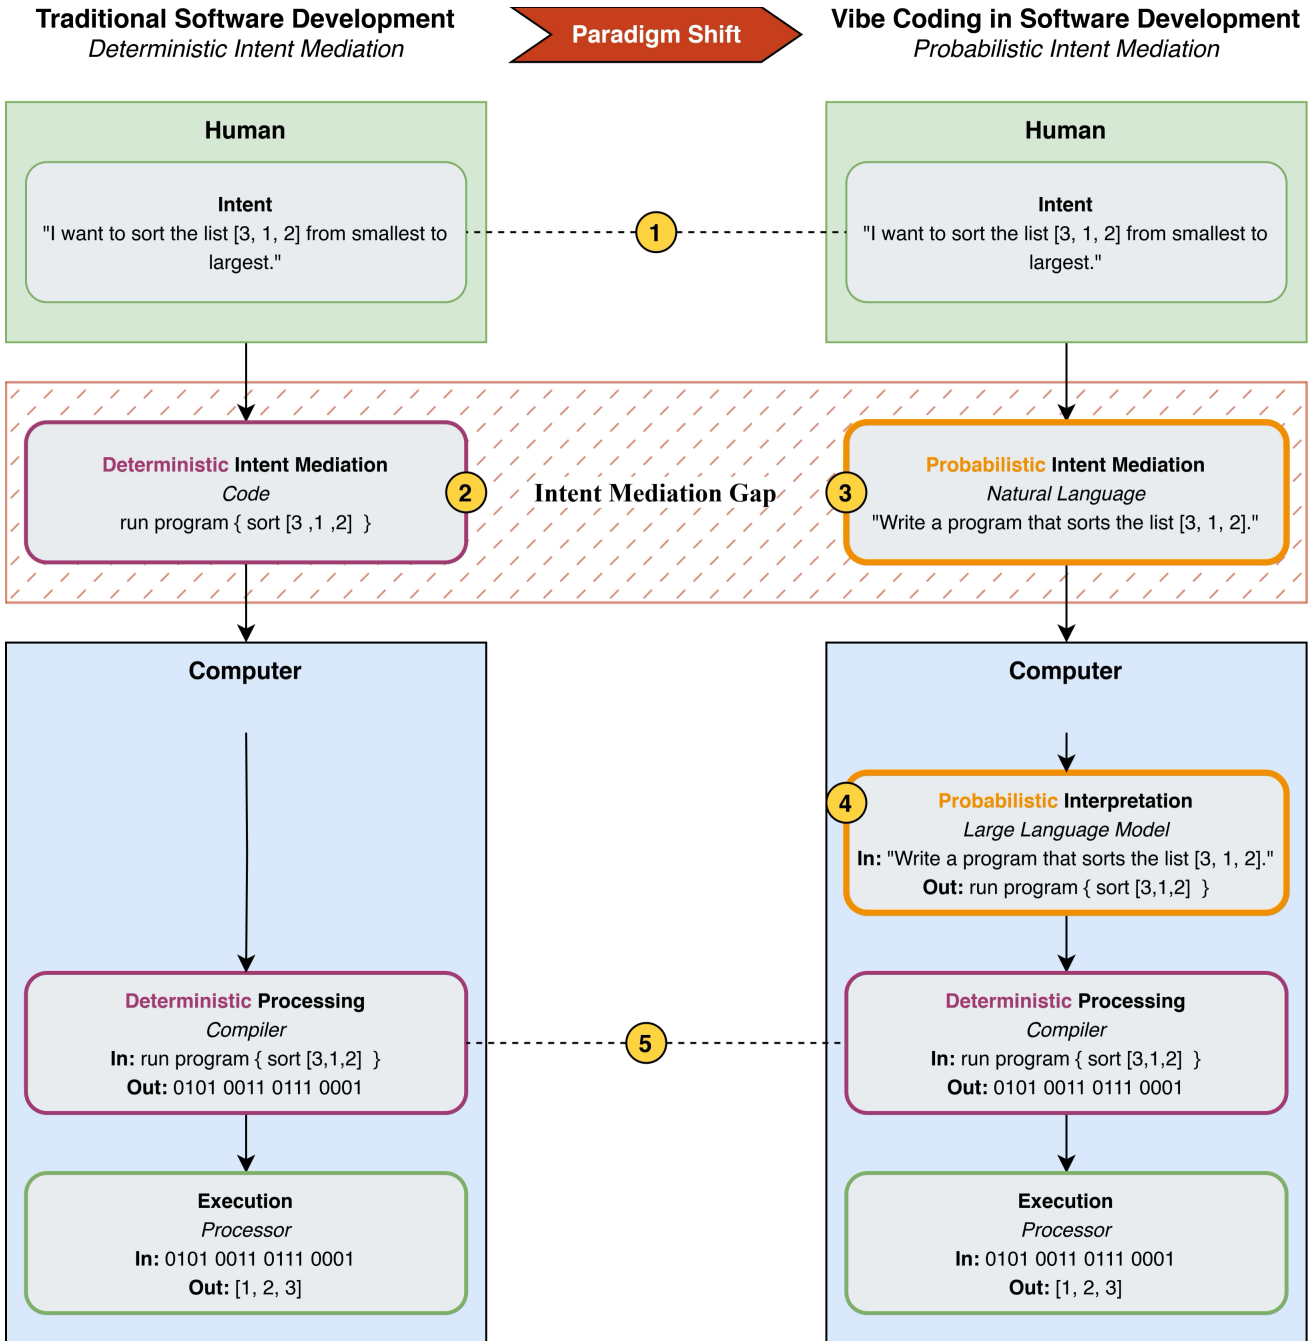 Traditional Software Development
Deterministic Intent Mediation
Paradigm Shift
Vibe Coding in Software Development
Probabilistic Intent Mediation
Human
Intent
"I want to sort the list [3, 1, 2] from smallest to
largest."
1
Human
Intent
"I want to sort the list [3, 1, 2] from smallest to
largest."
Deterministic Intent Mediation
Code
run program { sort [3 ,1 ,2]  }
2
Intent Mediation Gap
3
Probabilistic Intent Mediation
Natural Language
"Write a program that sorts the list [3, 1, 2]."
Computer
Computer
4
Probabilistic Interpretation
Large Language Model
In: "Write a program that sorts the list [3, 1, 2]."
Out: run program { sort [3,1,2]  }
Deterministic Processing
Compiler
In: run program { sort [3,1,2]  }
Out: 0101 0011 0111 0001
5
Deterministic Processing
Compiler
In: run program { sort [3,1,2]  }
Out: 0101 0011 0111 0001
Execution
Processor
In: 0101 0011 0111 0001
Out: [1, 2, 3]
Execution
Processor
In: 0101 0011 0111 0001
Out: [1, 2, 3]